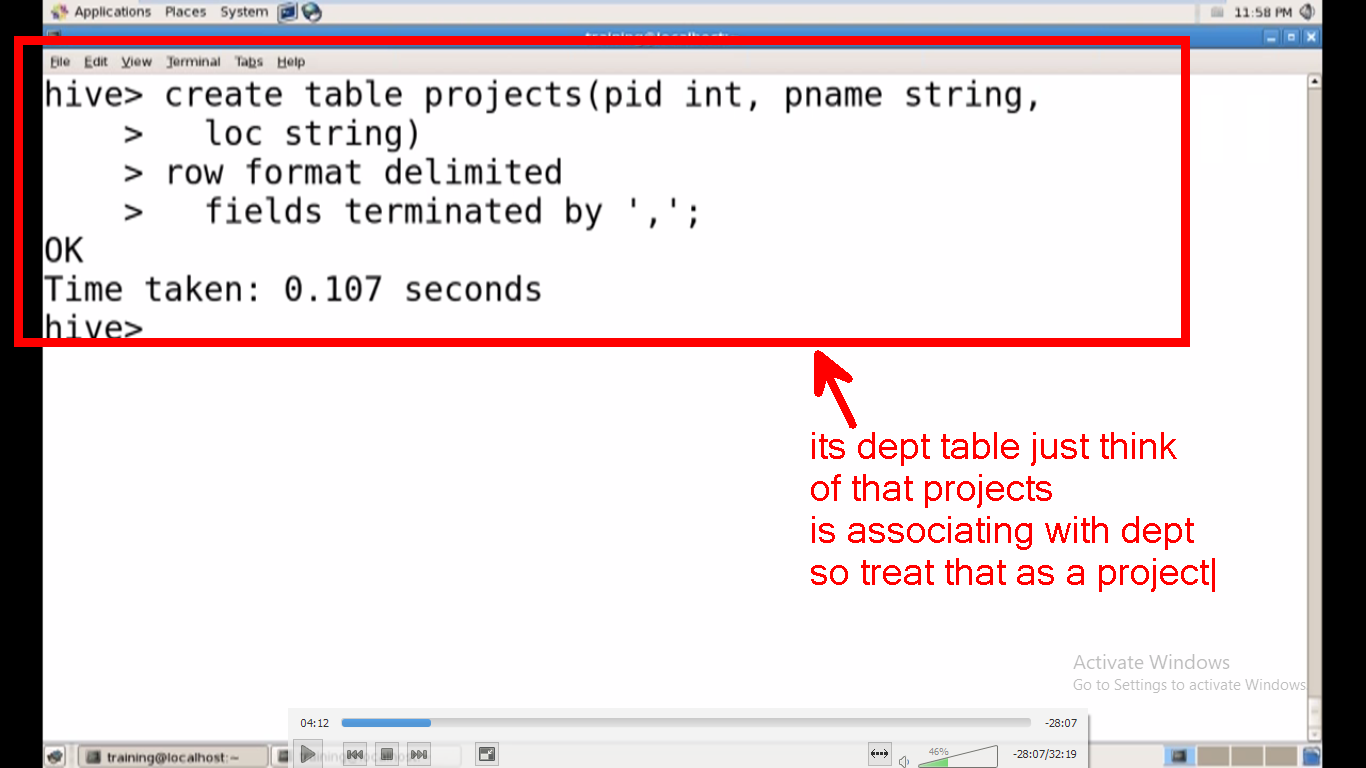 Applications Places System 11:58 PM
training@localhost:~
File Edit View Terminal Tabs Help
hive> create table projects(pid int, pname string,
> loc string)
> row format delimited
> fields terminated by ',';
OK
Time taken: 0.107 seconds
hive>
its dept table just think
of that projects
is associating with dept
so treat that as a project
Activate Windows
Go to Settings to activate Windows
04:12 -28:07
46%
-28:07/32:19
training@localhost:~